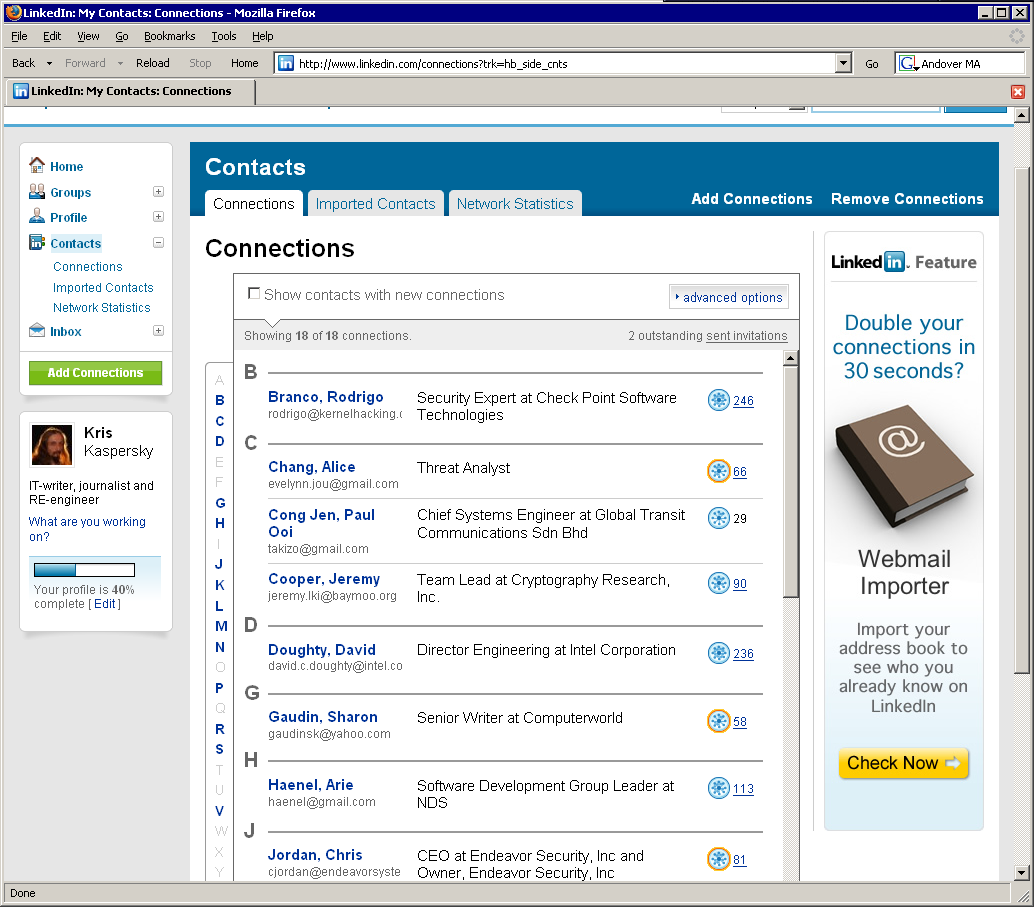 LinkedIn: My Contacts: Connections - Mozilla Firefox
File Edit View Go Bookmarks Tools Help
Back Forward Reload Stop Home http://www.linkedin.com/connections?trk=hb_side_cnts Go Andover MA
LinkedIn: My Contacts: Connections
Home
Groups
Profile
Contacts
Connections
Imported Contacts
Network Statistics
Inbox
Add Connections
Kris
Kaspersky
IT-writer, journalist and
RE-engineer
What are you working
on?
Your profile is 40%
complete [ Edit ]
Contacts
Connections Imported Contacts Network Statistics Add Connections Remove Connections
Connections
Show contacts with new connections advanced options
Showing 18 of 18 connections. 2 outstanding sent invitations
A
B
C
D
E
F
G
H
I
J
K
L
M
N
O
P
Q
R
S
T
U
V
W
X
Y
B
Branco, Rodrigo Security Expert at Check Point Software 246
rodrigo@kernelhacking.c Technologies
C
Chang, Alice Threat Analyst 66
evelynn.jou@gmail.com
Cong Jen, Paul Chief Systems Engineer at Global Transit 29
Ooi Communications Sdn Bhd
takizo@gmail.com
Cooper, Jeremy Team Lead at Cryptography Research, 90
jeremy.lki@baymoo.org Inc.
D
Doughty, David Director Engineering at Intel Corporation 236
david.c.doughty@intel.co
G
Gaudin, Sharon Senior Writer at Computerworld 58
gaudinsk@yahoo.com
H
Haenel, Arie Software Development Group Leader at 113
haenel@gmail.com NDS
J
Jordan, Chris CEO at Endeavor Security, Inc and 81
cjordan@endeavorsyste Owner, Endeavor Security, Inc
Linked in. Feature
Double your
connections in
30 seconds?
@
Webmail
Importer
Import your
address book to
see who you
already know on
LinkedIn
Check Now
Done